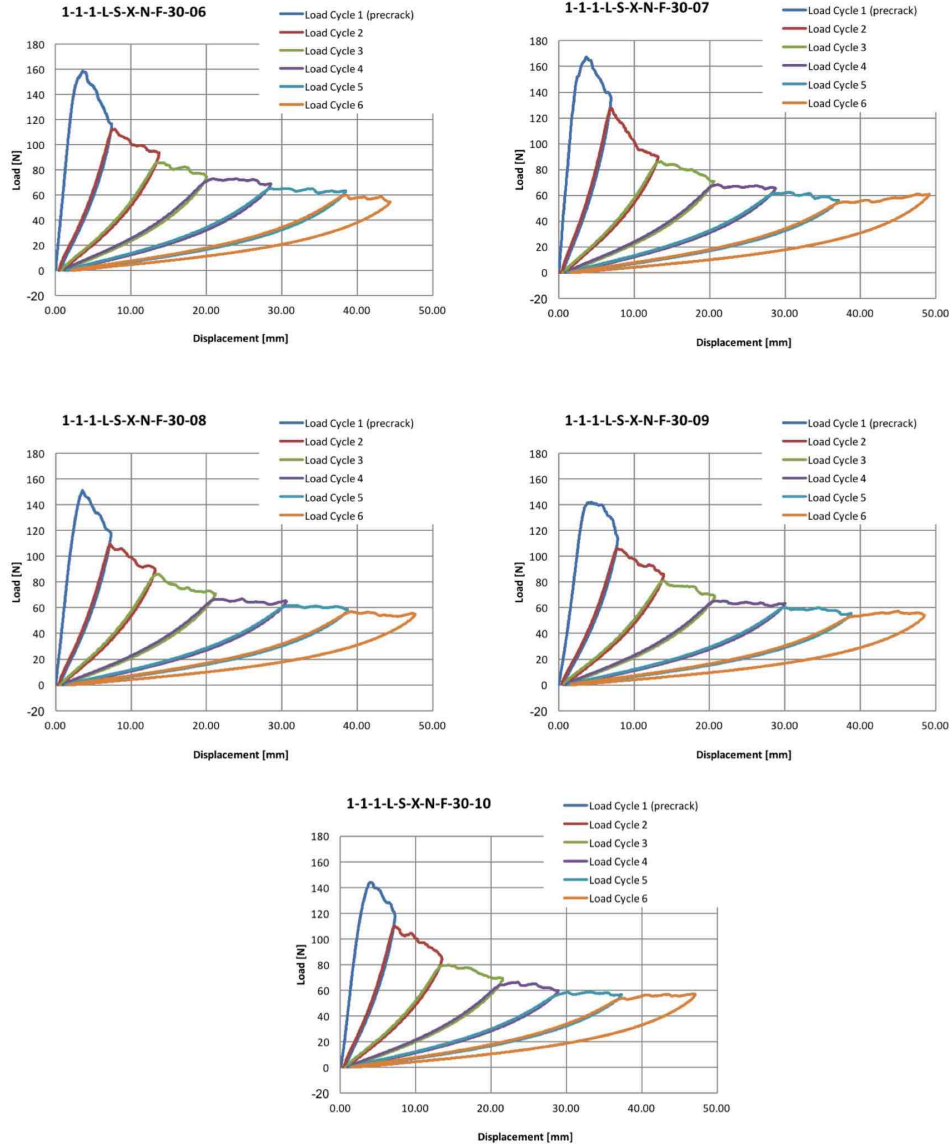 1-1-1-L-S-X-N-F-30-06
Load Cycle 1 (precrack)
Load Cycle 2
Load Cycle 3
Load Cycle 4
Load Cycle 5
Load Cycle 6
180
160
140
120
100
80
60
40
20
0
-20
Load [N]
0.00 10.00 20.00 30.00 40.00 50.00
Displacement [mm]
1-1-1-L-S-X-N-F-30-07
Load Cycle 1 (precrack)
Load Cycle 2
Load Cycle 3
Load Cycle 4
Load Cycle 5
Load Cycle 6
180
160
140
120
100
80
60
40
20
0
-20
Load [N]
0.00 10.00 20.00 30.00 40.00 50.00
Displacement [mm]
1-1-1-L-S-X-N-F-30-08
Load Cycle 1 (precrack)
Load Cycle 2
Load Cycle 3
Load Cycle 4
Load Cycle 5
Load Cycle 6
180
160
140
120
100
80
60
40
20
0
-20
Load [N]
0.00 10.00 20.00 30.00 40.00 50.00
Displacement [mm]
1-1-1-L-S-X-N-F-30-09
Load Cycle 1 (precrack)
Load Cycle 2
Load Cycle 3
Load Cycle 4
Load Cycle 5
Load Cycle 6
180
160
140
120
100
80
60
40
20
0
-20
Load [N]
0.00 10.00 20.00 30.00 40.00 50.00
Displacement [mm]
1-1-1-L-S-X-N-F-30-10
Load Cycle 1 (precrack)
Load Cycle 2
Load Cycle 3
Load Cycle 4
Load Cycle 5
Load Cycle 6
180
160
140
120
100
80
60
40
20
0
-20
Load [N]
0.00 10.00 20.00 30.00 40.00 50.00
Displacement [mm]